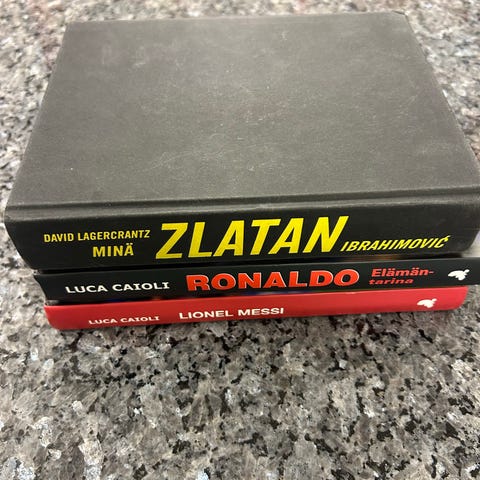 DAVID LAGERCRANTZ
MINÄ
ZLATAN
IBRAHIMOVIĆ
LUCA CAIOLI
RONALDO
Elämän-
tarina
LUCA CAIOLI
LIONEL MESSI